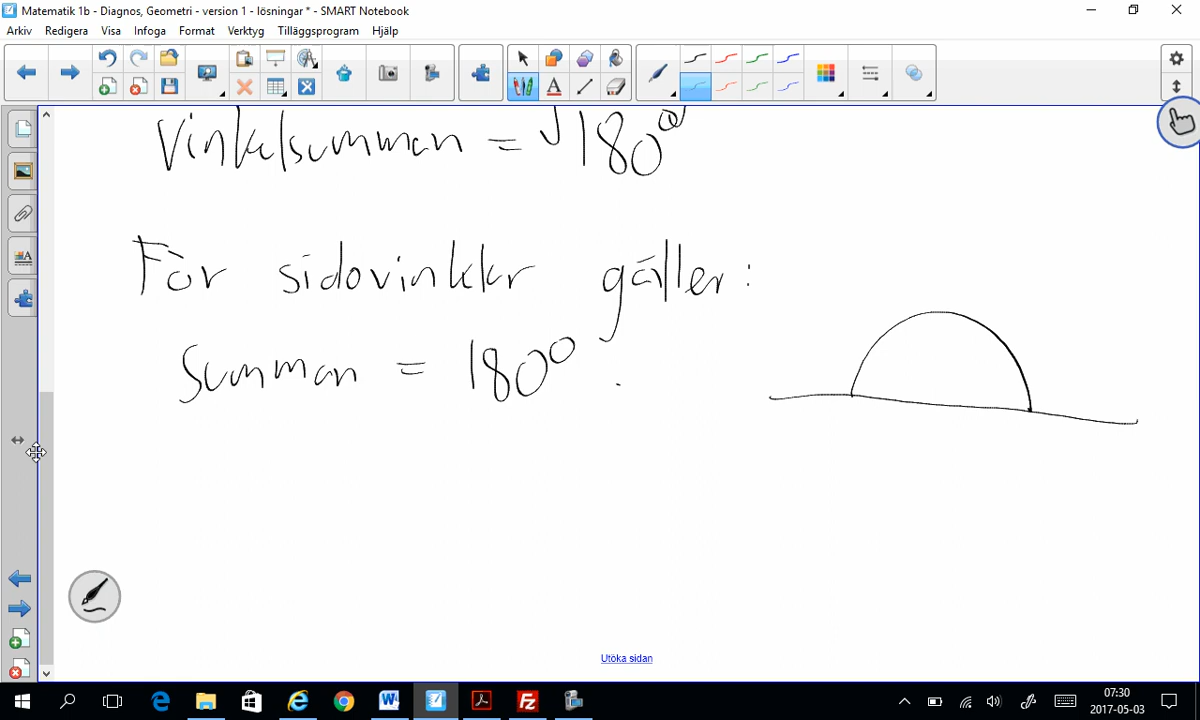 Matematik 1b - Diagnos, Geometri - version 1 - lösningar * - SMART Notebook
Arkiv Redigera Visa Infoga Format Verktyg Tilläggsprogram Hjälp
Vinkelsumman = 180°
För sidovinklar gäller:
Summan = 180°.
Utöka sidan
07:30
2017-05-03